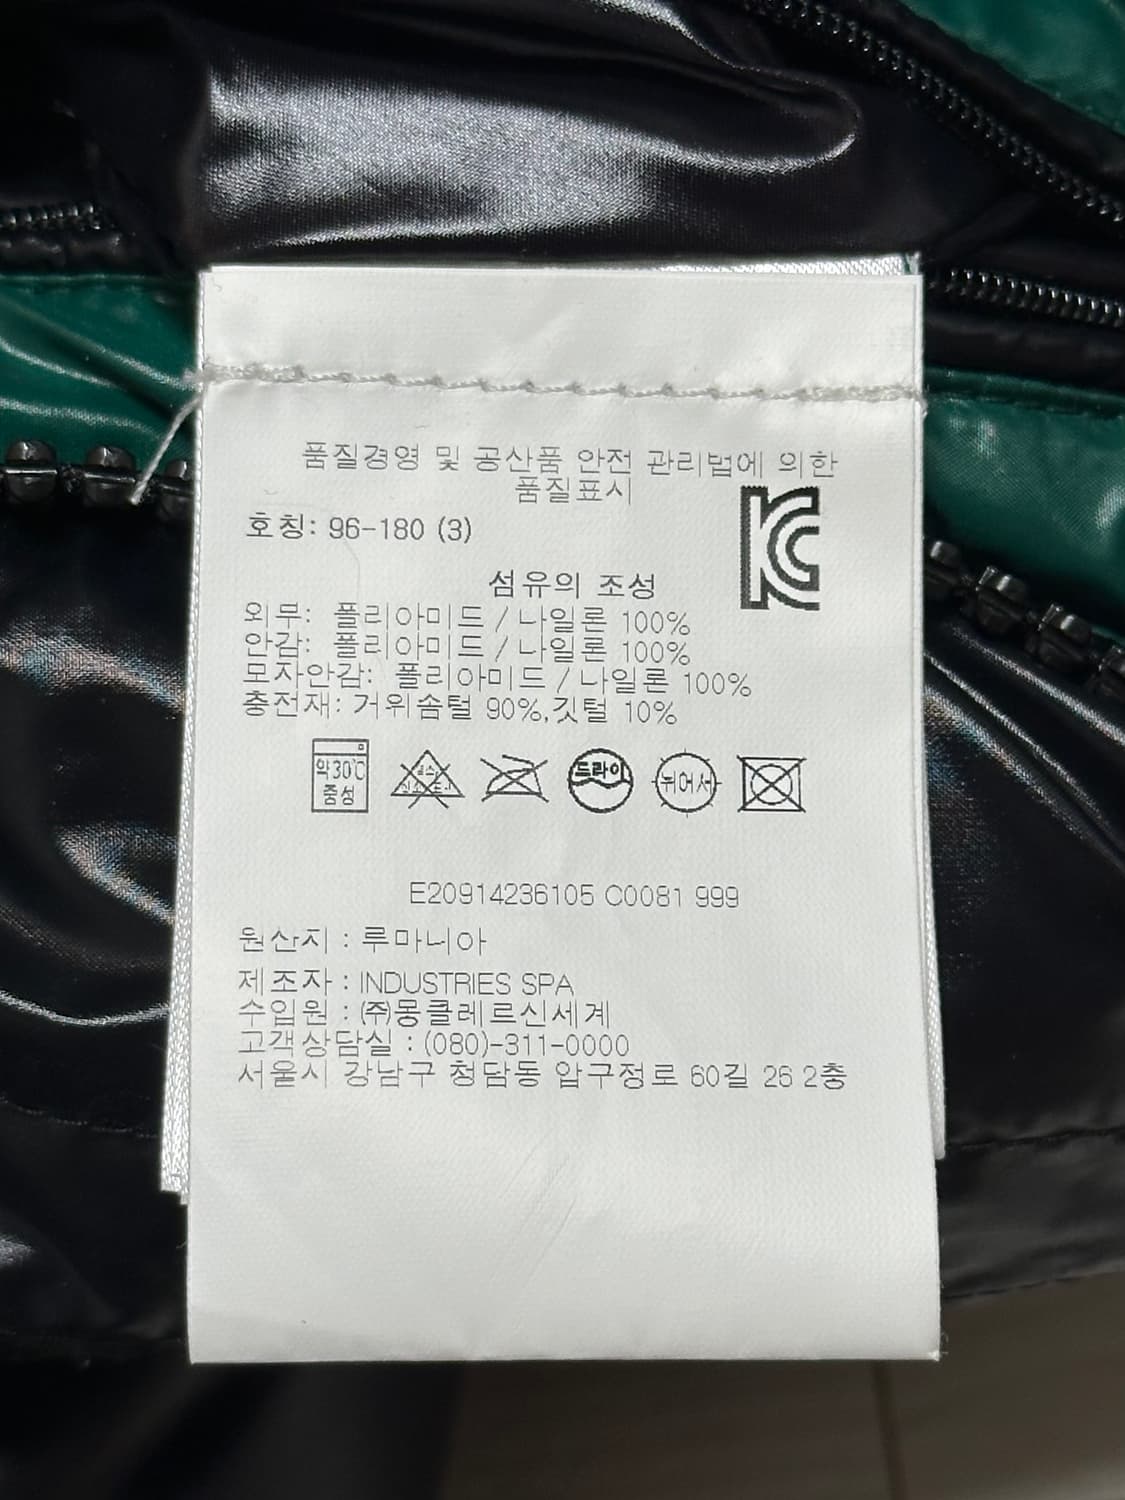 품질경영 및 공산품 안전 관리법에 의한
품질표시
호칭: 96-180 (3)
섬유의 조성
외부: 폴리아미드 / 나일론 100%
안감: 폴리아미드 / 나일론 100%
모자안감: 폴리아미드 / 나일론 100%
충전재: 거위솜털 90%,깃털 10%
약30℃ 드라이 뉘어서
중성
E20914236105 C0081 999
원산지 : 루마니아
제조자 : INDUSTRIES SPA
수입원 : ㈜몽클레르신세계
고객상담실 : (080)-311-0000
서울시 강남구 청담동 압구정로 60길 26 2층